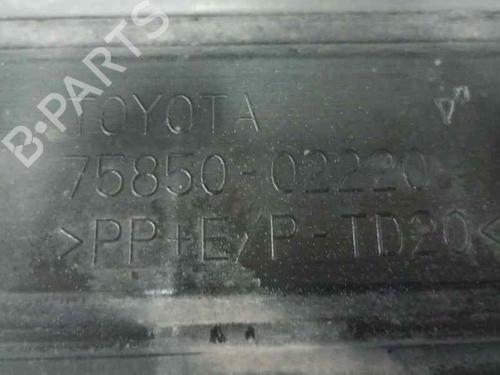 B-PARTS
TOYOTA
75850-02220
>PP+E/P-TD20<